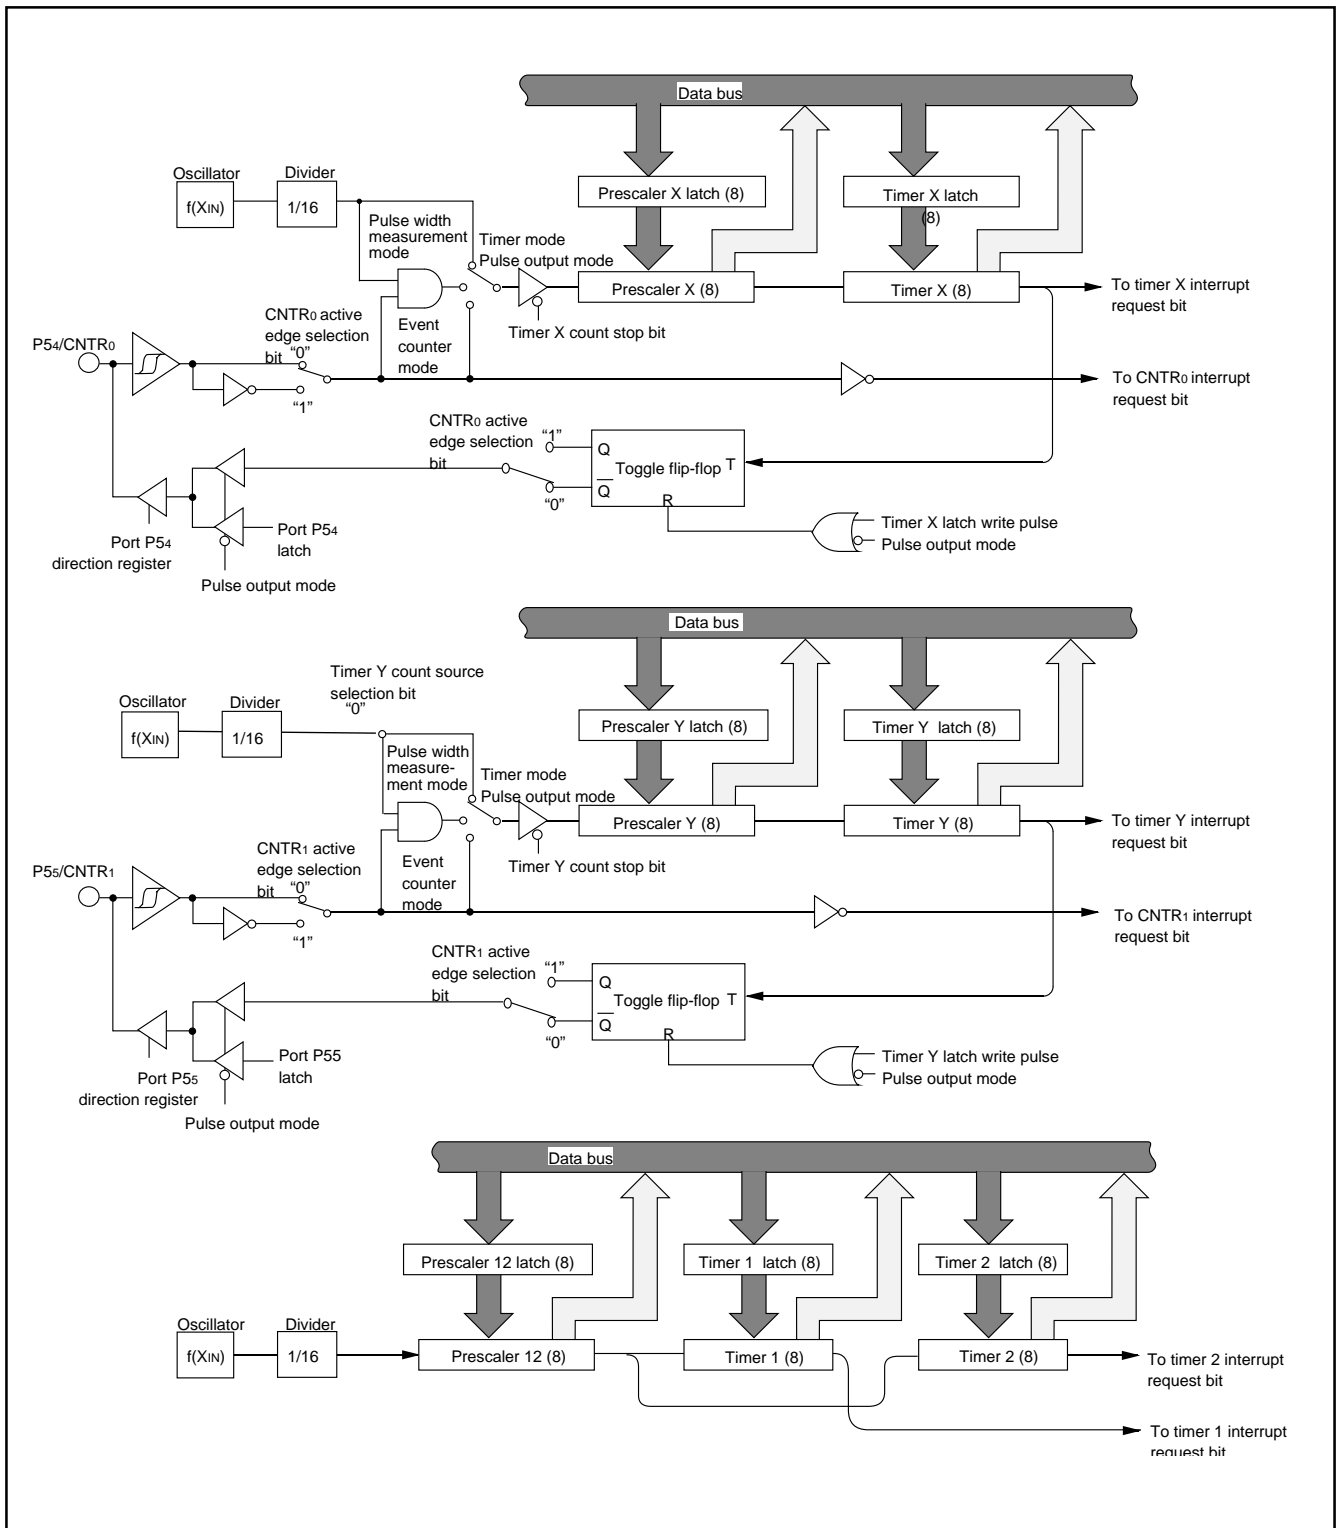 Data bus
Oscillator
Divider
f(XIN)
1/16
Prescaler X latch (8)
Timer X latch
(8)
Pulse width
measurement
mode
Timer mode
Pulse output mode
Prescaler X (8)
Timer X (8)
To timer X interrupt
request bit
Timer X count stop bit
CNTR0 active
edge selection
bit
“0”
Event
counter
mode
P54/CNTR0
“1”
To CNTR0 interrupt
request bit
CNTR0 active
edge selection
bit
“1”
Q
Toggle flip-flop
T
Q
R
“0”
Port P54
latch
Timer X latch write pulse
Pulse output mode
Port P54
direction register
Pulse output mode
Data bus
Timer Y count source
selection bit
“0”
Oscillator
Divider
f(XIN)
1/16
Prescaler Y latch (8)
Timer Y latch (8)
Pulse width
measure-
ment mode
Timer mode
Pulse output mode
Prescaler Y (8)
Timer Y (8)
To timer Y interrupt
request bit
Timer Y count stop bit
CNTR1 active
edge selection
bit
“0”
Event
counter
mode
P55/CNTR1
“1”
To CNTR1 interrupt
request bit
CNTR1 active
edge selection
bit
“1”
Q
Toggle flip-flop
T
Q
R
“0”
Port P55
latch
Timer Y latch write pulse
Pulse output mode
Port P55
direction register
Pulse output mode
Data bus
Prescaler 12 latch (8)
Timer 1 latch (8)
Timer 2 latch (8)
Oscillator
Divider
f(XIN)
1/16
Prescaler 12 (8)
Timer 1 (8)
Timer 2 (8)
To timer 2 interrupt
request bit
To timer 1 interrupt
request bit